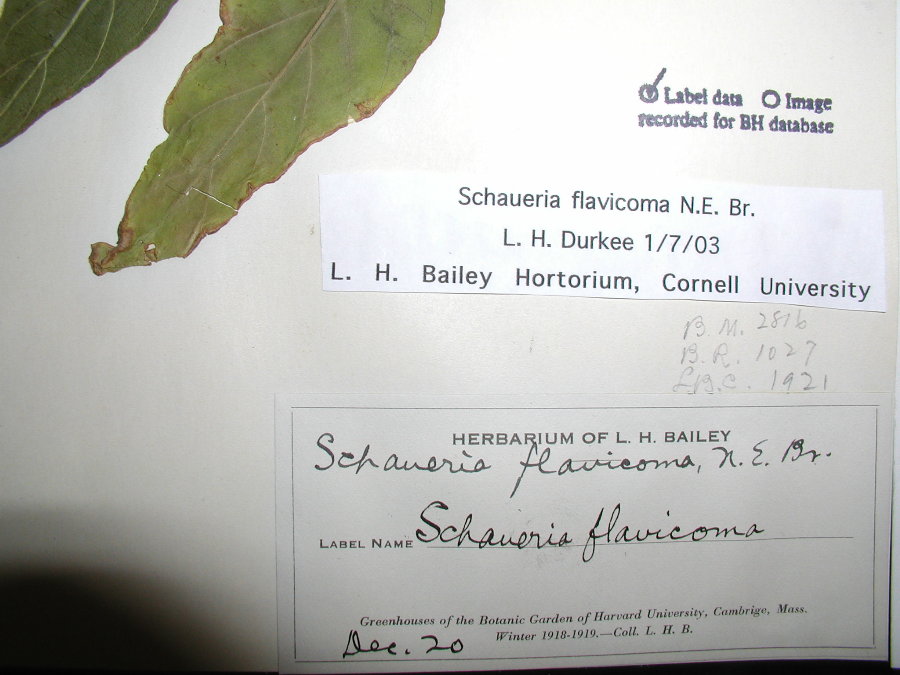 Label data Image
recorded for BH database
Schaueria flavicoma N.E. Br.
L. H. Durkee 1/7/03
L. H. Bailey Hortorium, Cornell University
B. M. 2816
B. R. 1027
L.B.C. 1921
HERBARIUM OF L. H. BAILEY
Schaueria flavicoma, N. E. Br.
LABEL NAME Schaueria flavicoma
Greenhouses of the Botanic Garden of Harvard University, Cambrige, Mass.
Winter 1918-1919.—Coll. L. H. B.
Dec. 20